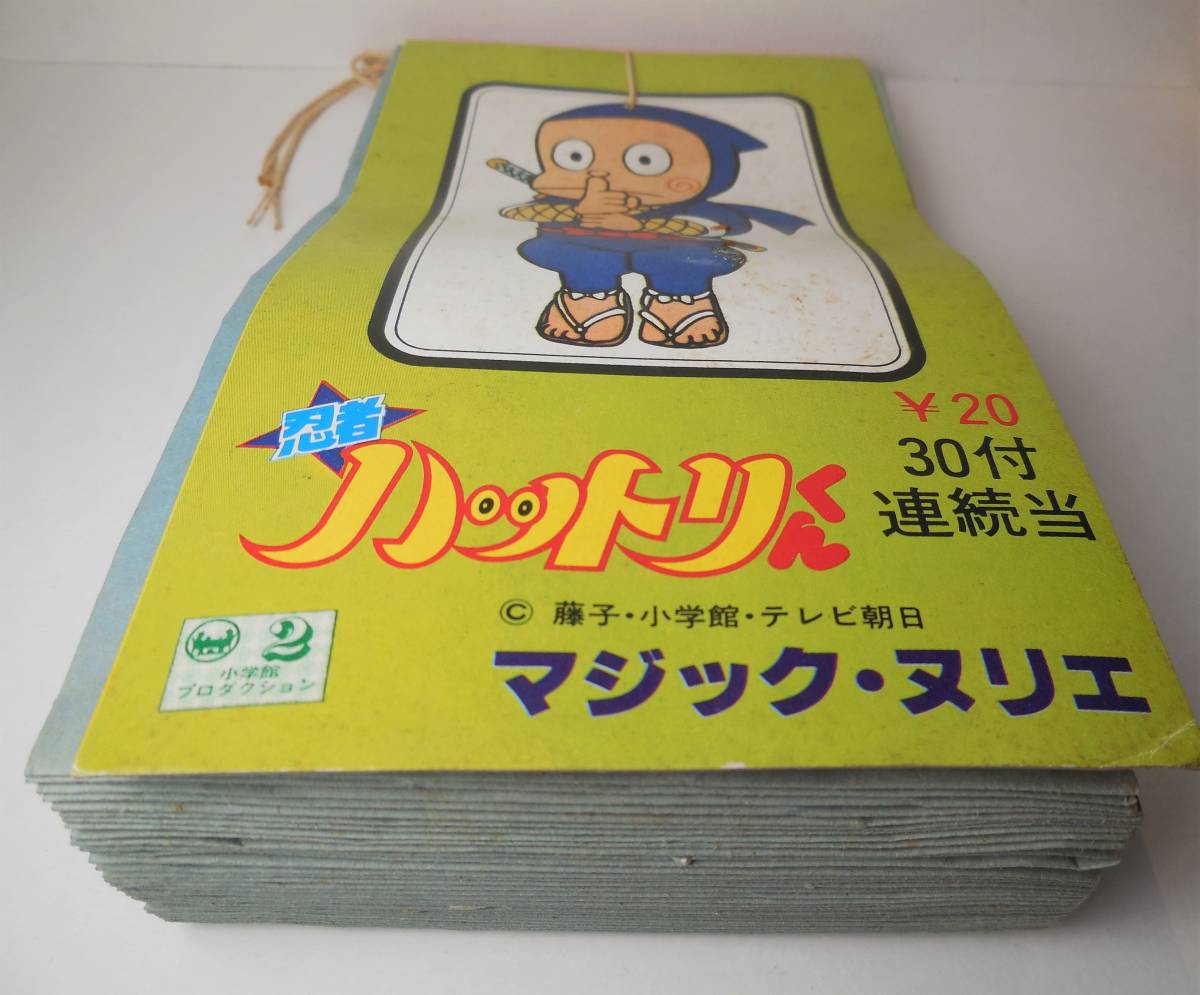 ¥20
30付
連続当
忍者
ハットリくん
© 藤子・小学館・テレビ朝日
マジック・ヌリエ
小学館
プロダクション